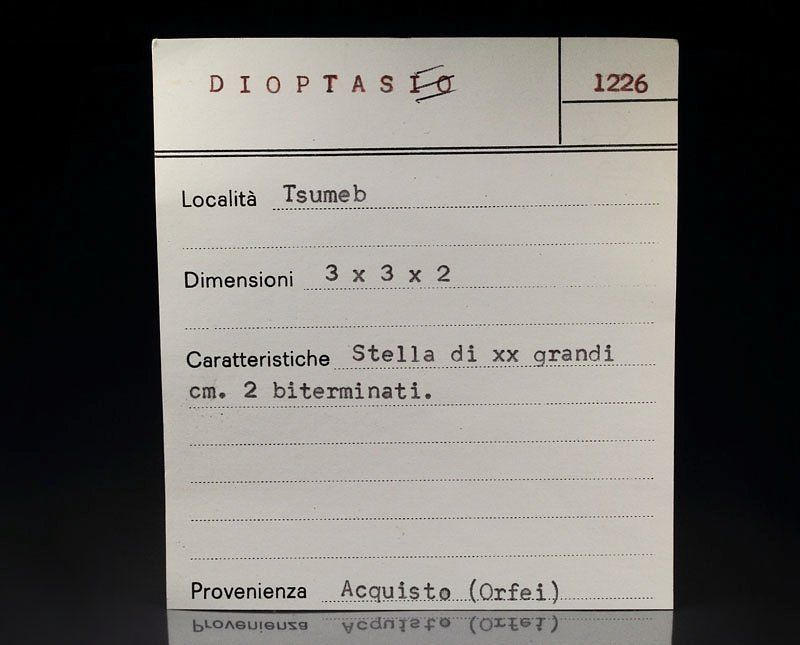 DIOPTASIO
1226
Località Tsumeb
Dimensioni 3 x 3 x 2
Caratteristiche Stella di xx grandi
cm. 2 biterminati.
Provenienza Acquisto (Orfei)